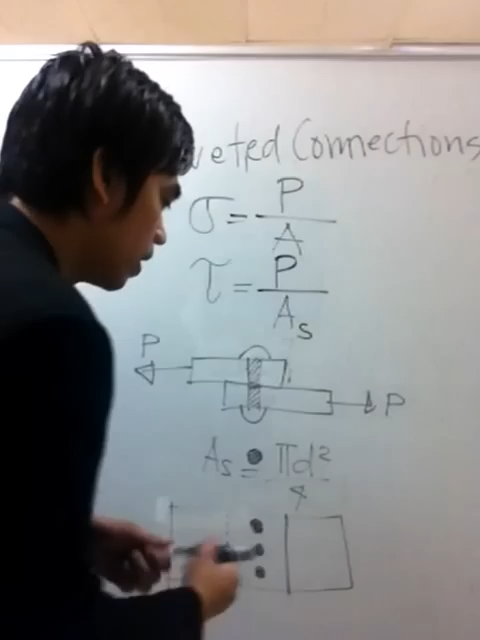 veted Connections
σ = P / A
τ = P / As
P
P
As = πd² / 4